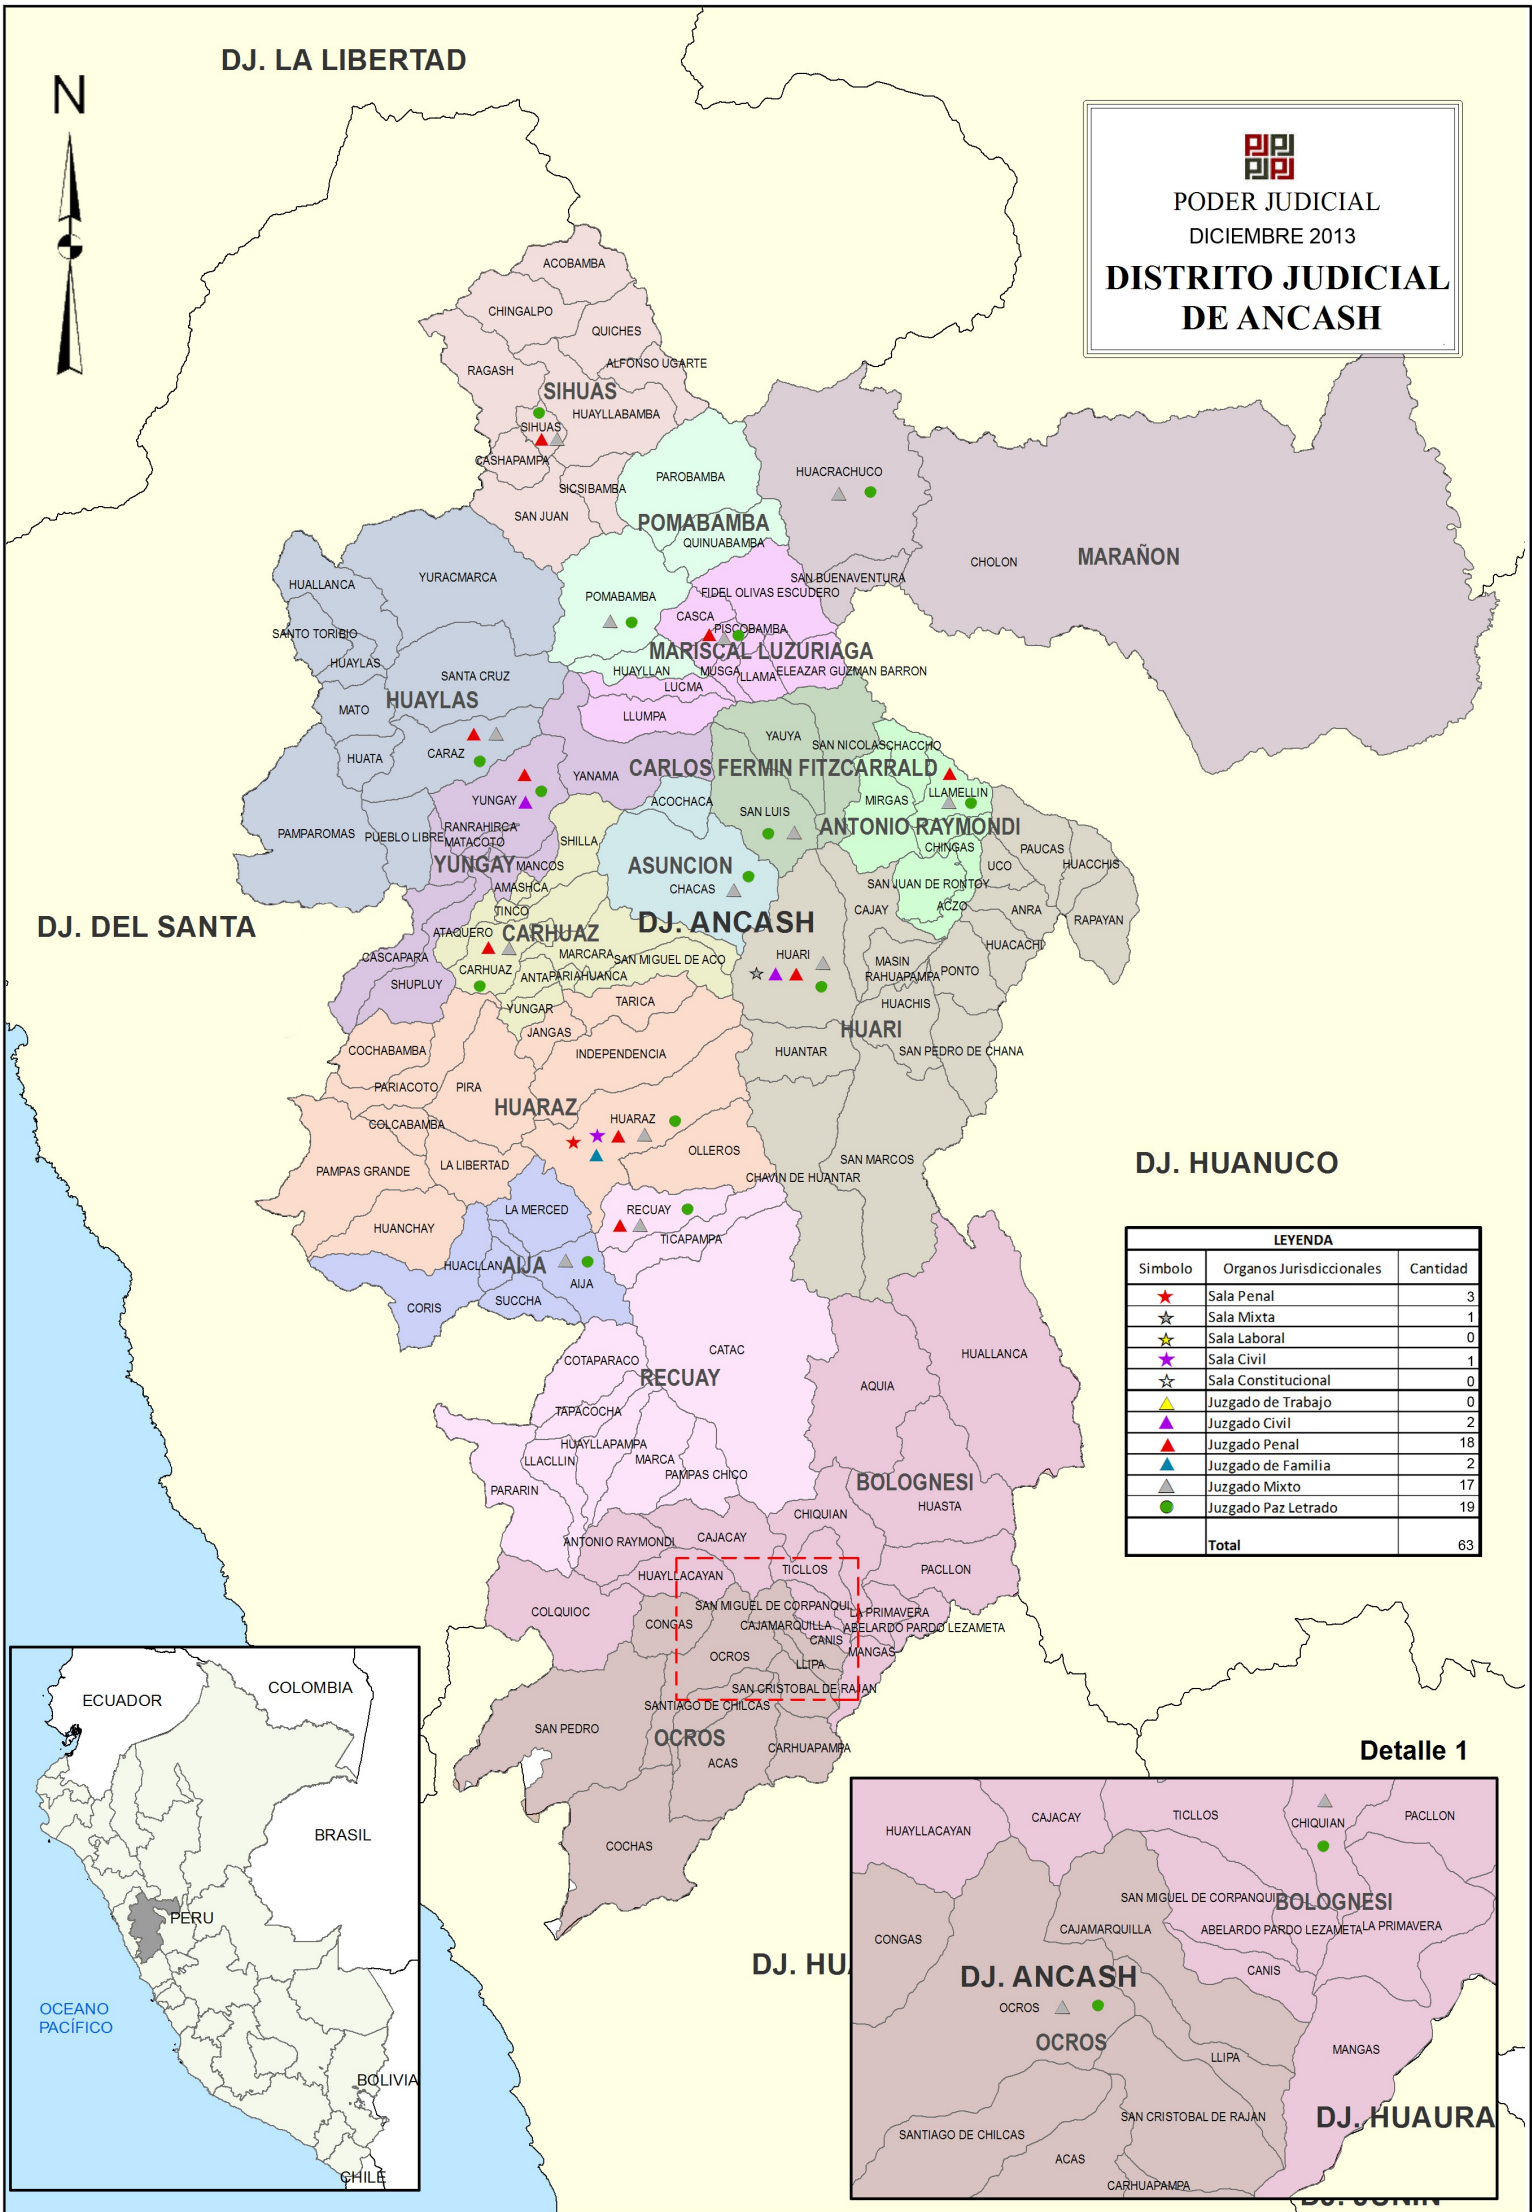 DJ. LA LIBERTAD
N
PJPJ
PJPJ
PODER JUDICIAL
DICIEMBRE 2013
DISTRITO JUDICIAL
DE ANCASH
ACOBAMBA
CHINGALPO
QUICHES
ALFONSO UGARTE
RAGASH
SIHUAS
HUAYLLABAMBA
SIHUAS
CASHAPAMPA
SICSIBAMBA
SAN JUAN
PAROBAMBA
POMABAMBA
QUINUABAMBA
HUACRACHUCO
CHOLON
MARAÑON
SAN BUENAVENTURA
HUALLANCA
YURACMARCA
POMABAMBA
FIDEL OLIVAS ESCUDERO
CASCA
PISCOBAMBA
SANTO TORIBIO
HUAYLAS
MARISCAL LUZURIAGA
HUAYLLAN
MUSGA
LLAMA
ELEAZAR GUZMAN BARRON
SANTA CRUZ
LUCMA
HUAYLAS
MATO
LLUMPA
YAUYA
SAN NICOLAS
CHACCHO
HUATA
CARAZ
YANAMA
CARLOS FERMIN FITZCARRALD
LLAMELLIN
YUNGAY
ACOCHACA
SAN LUIS
MIRGAS
PAMPAROMAS
PUEBLO LIBRE
RANRAHIRCA
MATACOTO
SHILLA
ANTONIO RAYMONDI
CHINGAS
PAUCAS
YUNGAY
MANCOS
ASUNCION
UCO
HUACCHIS
AMASHCA
CHACAS
SAN JUAN DE RONTOY
TINCO
CAJAY
ACZO
ANRA
RAPAYAN
DJ. DEL SANTA
ATAQUERO
CARHUAZ
DJ. ANCASH
HUACACHI
CASCAPARA
CARHUAZ
MARCARA
SAN MIGUEL DE ACO
HUARI
MASIN
ANTA
PARIAHUANCA
RAHUAPAMPA
PONTO
SHUPLUY
YUNGAR
TARICA
HUACHIS
JANGAS
HUARI
COCHABAMBA
INDEPENDENCIA
HUANTAR
SAN PEDRO DE CHANA
PARIACOTO
PIRA
HUARAZ
HUARAZ
COLCABAMBA
OLLEROS
PAMPAS GRANDE
LA LIBERTAD
CHAVIN DE HUANTAR
SAN MARCOS
DJ. HUANUCO
LA MERCED
RECUAY
HUANCHAY
TICAPAMPA
HUACLLAN
AIJA
AIJA
CORIS
SUCCHA
LEYENDA
Simbolo Organos Jurisdiccionales Cantidad
Sala Penal 3
Sala Mixta 1
Sala Laboral 0
Sala Civil 1
Sala Constitucional 0
Juzgado de Trabajo 0
Juzgado Civil 2
Juzgado Penal 18
Juzgado de Familia 2
Juzgado Mixto 17
Juzgado Paz Letrado 19
Total 63
COTAPARACO
CATAC
HUALLANCA
RECUAY
AQUIA
TAPACOCHA
HUAYLLAPAMPA
LLACLLIN
MARCA
PAMPAS CHICO
PARARIN
BOLOGNESI
HUASTA
CHIQUIAN
ANTONIO RAYMONDI
CAJACAY
HUAYLLACAYAN
TICLLOS
PACLLON
COLQUIOC
SAN MIGUEL DE CORPANQUI
LA PRIMAVERA
CONGAS
CAJAMARQUILLA
ABELARDO PARDO LEZAMETA
CANIS
OCROS
MANGAS
LLIPA
SAN CRISTOBAL DE RAJAN
SANTIAGO DE CHILCAS
SAN PEDRO
OCROS
CARHUAPAMPA
ACAS
COCHAS
DJ. HUA
ECUADOR
COLOMBIA
BRASIL
PERU
OCEANO
PACÍFICO
BOLIVIA
CHILE
Detalle 1
HUAYLLACAYAN
CAJACAY
TICLLOS
CHIQUIAN
PACLLON
SAN MIGUEL DE CORPANQUI
BOLOGNESI
CONGAS
CAJAMARQUILLA
ABELARDO PARDO LEZAMETA
LA PRIMAVERA
CANIS
DJ. ANCASH
OCROS
OCROS
LLIPA
MANGAS
SAN CRISTOBAL DE RAJAN
DJ. HUAURA
SANTIAGO DE CHILCAS
ACAS
CARHUAPAMPA
DJ. JUNIN